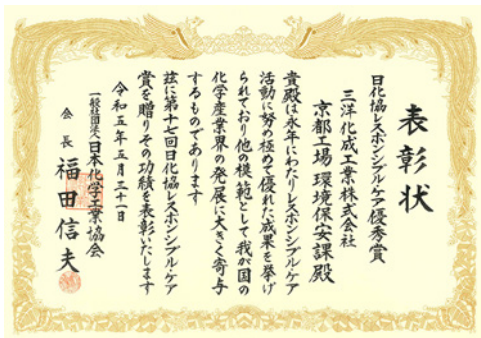 表彰状
日化協レスポンシブル・ケア優秀賞
三洋化成工業株式会社
京都工場 環境保安課殿
貴殿は永年にわたりレスポンシブル・ケア
活動に努め極めて優れた成果を挙げ
られており他の模範として我が国の
化学産業界の発展に大きく寄与
するものであります
茲に第十七回日化協レスポンシブル・ケア
賞を贈りその功績を表彰いたします
令和五年五月三十一日
一般社団法人日本化学工業協会
会長 福田信夫